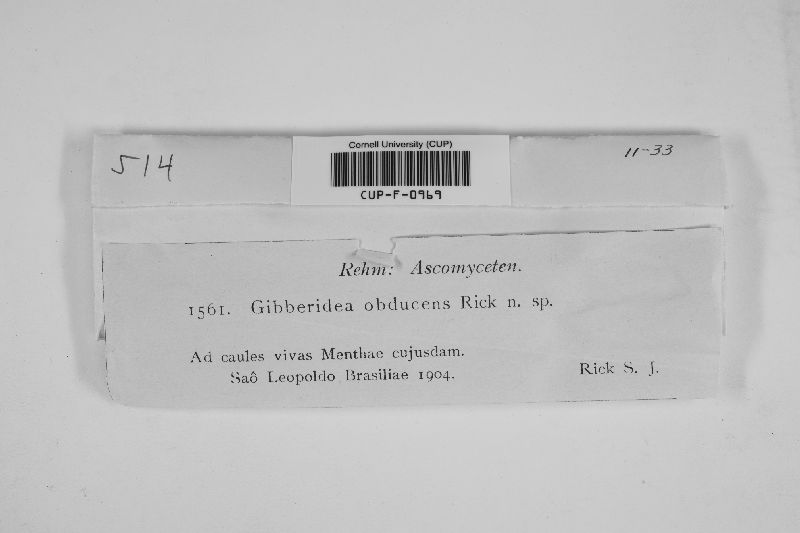 514
Cornell University (CUP)
CUP-F-0969
11-33
Rehm: Ascomyceten.
1561. Gibberidea obducens Rick n. sp.
Ad caules vivas Menthae cujusdam.
Saô Leopoldo Brasiliae 1904.
Rick S. J.